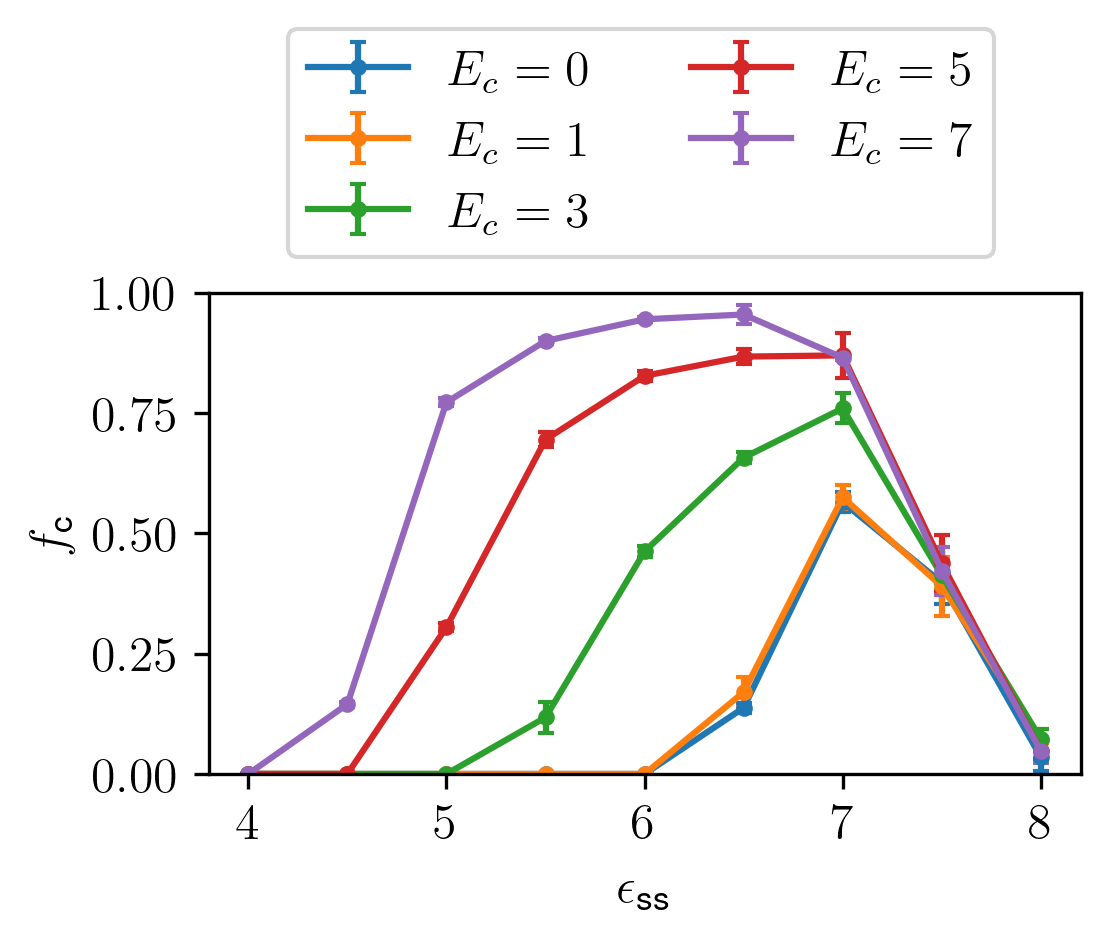 E_c = 0
E_c = 1
E_c = 3
E_c = 5
E_c = 7
1.00
0.75
0.50
0.25
0.00
f_c
4 5 6 7 8
ϵ_ss